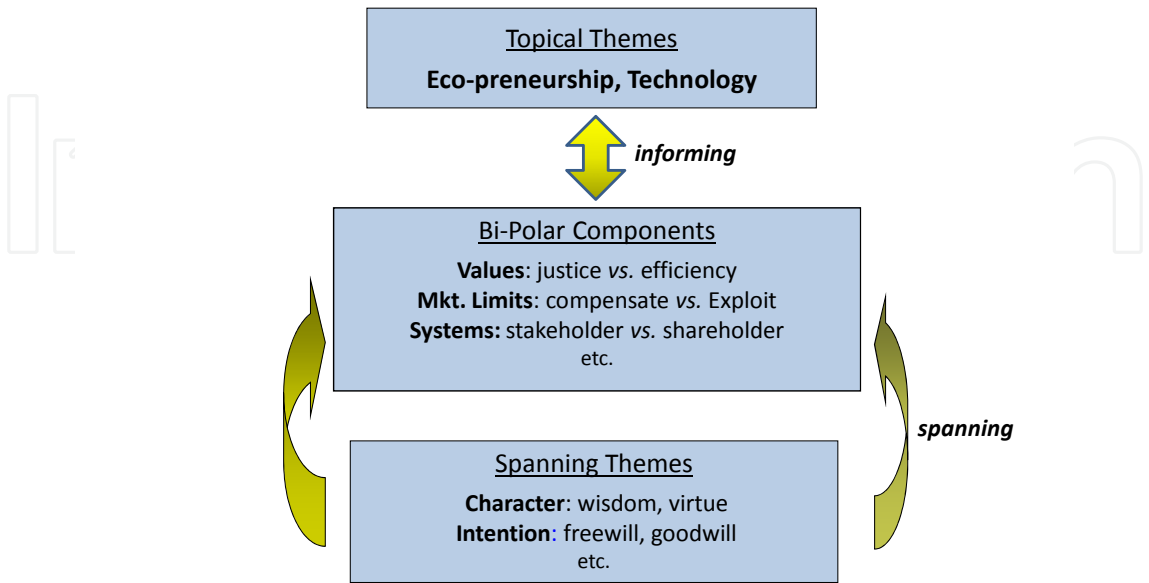 Topical Themes
Eco-preneurship, Technology
informing
Bi-Polar Components
Values: justice vs. efficiency
Mkt. Limits: compensate vs. Exploit
Systems: stakeholder vs. shareholder
etc.
spanning
Spanning Themes
Character: wisdom, virtue
Intention: freewill, goodwill
etc.